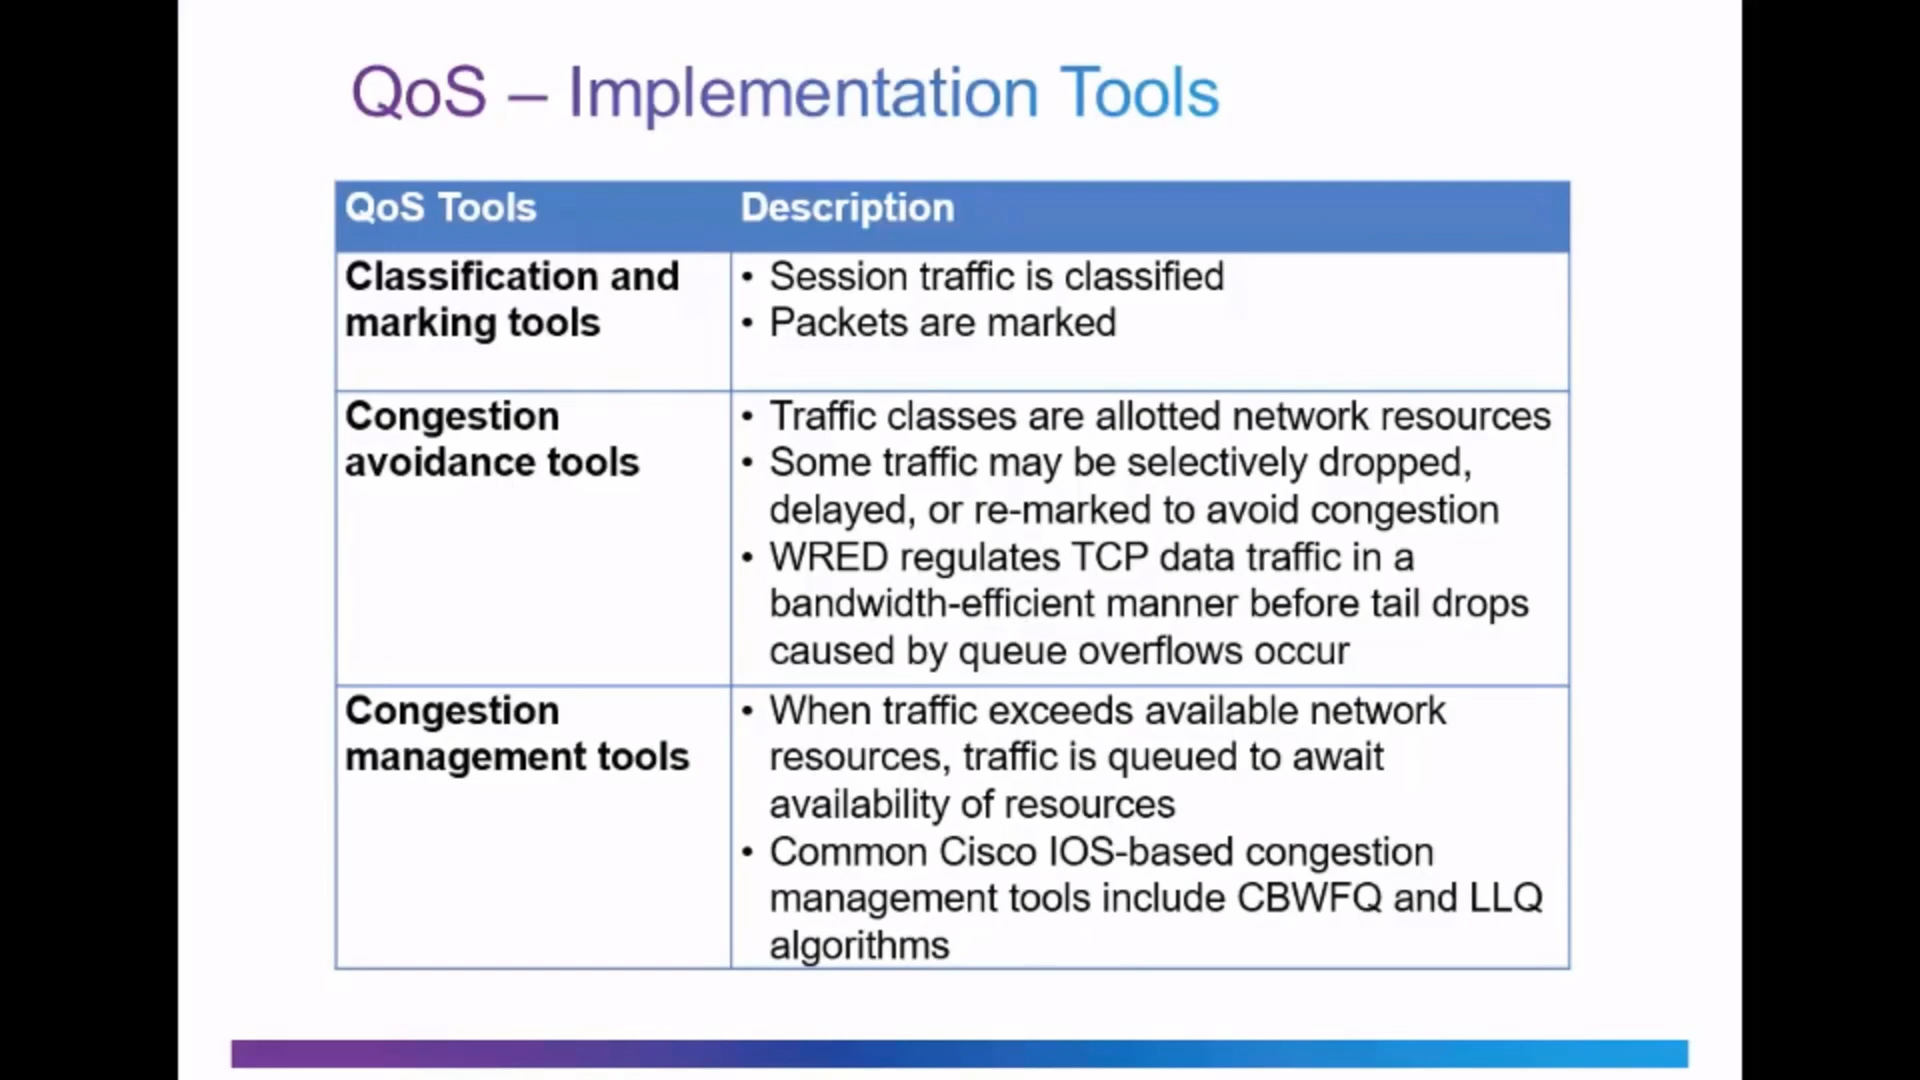 QoS – Implementation Tools
QoS Tools
Description
Classification and
marking tools
• Session traffic is classified
• Packets are marked
Congestion
avoidance tools
• Traffic classes are allotted network resources
• Some traffic may be selectively dropped,
delayed, or re-marked to avoid congestion
• WRED regulates TCP data traffic in a
bandwidth-efficient manner before tail drops
caused by queue overflows occur
Congestion
management tools
• When traffic exceeds available network
resources, traffic is queued to await
availability of resources
• Common Cisco IOS-based congestion
management tools include CBWFQ and LLQ
algorithms